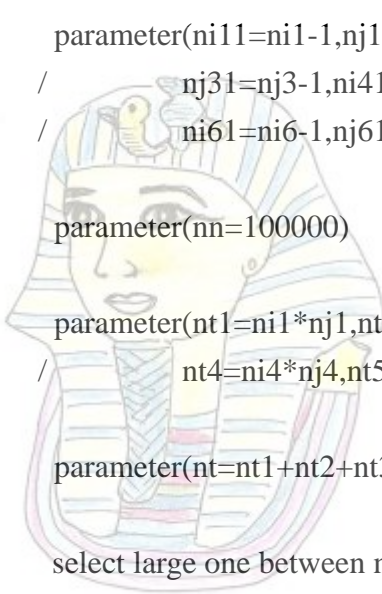 parameter(ni11=ni1-1,nj1
/ nj31=nj3-1,ni41
/ ni61=ni6-1,nj61
parameter(nn=100000)
parameter(nt1=ni1*nj1,nt
/ nt4=ni4*nj4,nt5
parameter(nt=nt1+nt2+nt3
select large one between